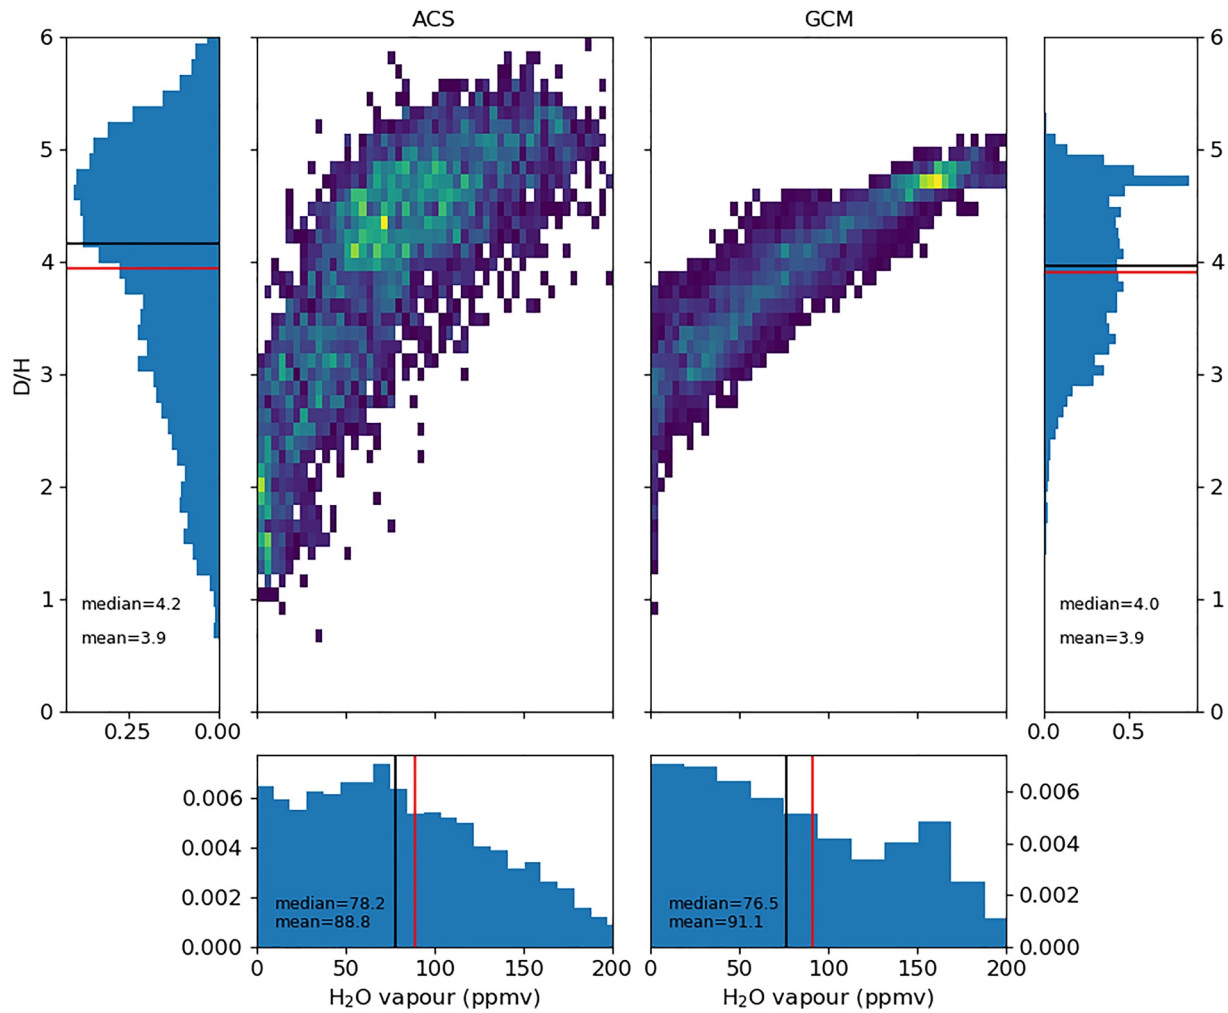 ACS
GCM
6
5
4
3
2
1
0
D/H
median=4.2
mean=3.9
0.25
0.00
6
5
4
3
2
1
0
median=4.0
mean=3.9
0.0
0.5
0.006
0.004
0.002
0.000
median=78.2
mean=88.8
0
50
100
150
200
H₂O vapour (ppmv)
median=76.5
mean=91.1
0.006
0.004
0.002
0.000
0
50
100
150
200
H₂O vapour (ppmv)